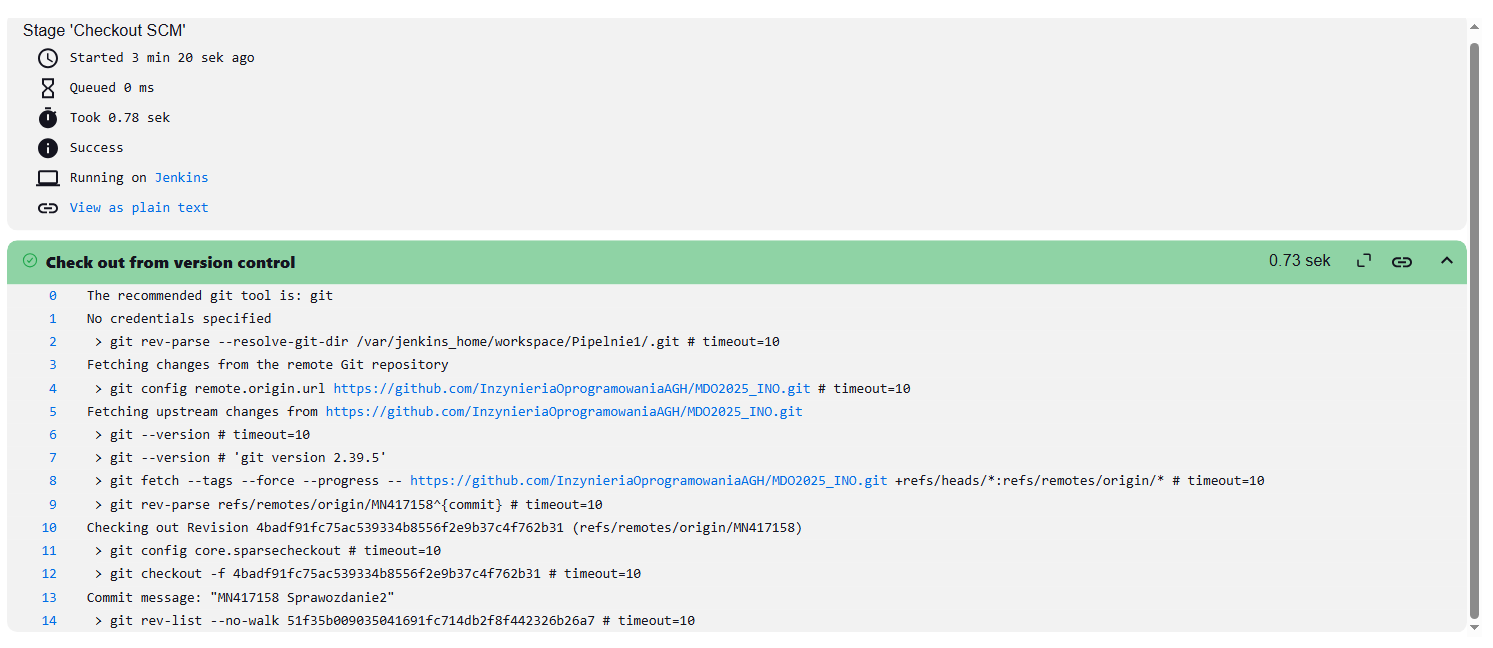 Stage 'Checkout SCM'
Started 3 min 20 sek ago
Queued 0 ms
Took 0.78 sek
Success
Running on Jenkins
View as plain text
Check out from version control 0.73 sek
0 The recommended git tool is: git
1 No credentials specified
2 > git rev-parse --resolve-git-dir /var/jenkins_home/workspace/Pipelnie1/.git # timeout=10
3 Fetching changes from the remote Git repository
4 > git config remote.origin.url https://github.com/InzynieriaOprogramowaniaAGH/MDO2025_INO.git # timeout=10
5 Fetching upstream changes from https://github.com/InzynieriaOprogramowaniaAGH/MDO2025_INO.git
6 > git --version # timeout=10
7 > git --version # 'git version 2.39.5'
8 > git fetch --tags --force --progress -- https://github.com/InzynieriaOprogramowaniaAGH/MDO2025_INO.git +refs/heads/*:refs/remotes/origin/* # timeout=10
9 > git rev-parse refs/remotes/origin/MN417158^{commit} # timeout=10
10 Checking out Revision 4badf91fc75ac539334b8556f2e9b37c4f762b31 (refs/remotes/origin/MN417158)
11 > git config core.sparsecheckout # timeout=10
12 > git checkout -f 4badf91fc75ac539334b8556f2e9b37c4f762b31 # timeout=10
13 Commit message: "MN417158 Sprawozdanie2"
14 > git rev-list --no-walk 51f35b009035041691fc714db2f8f442326b26a7 # timeout=10